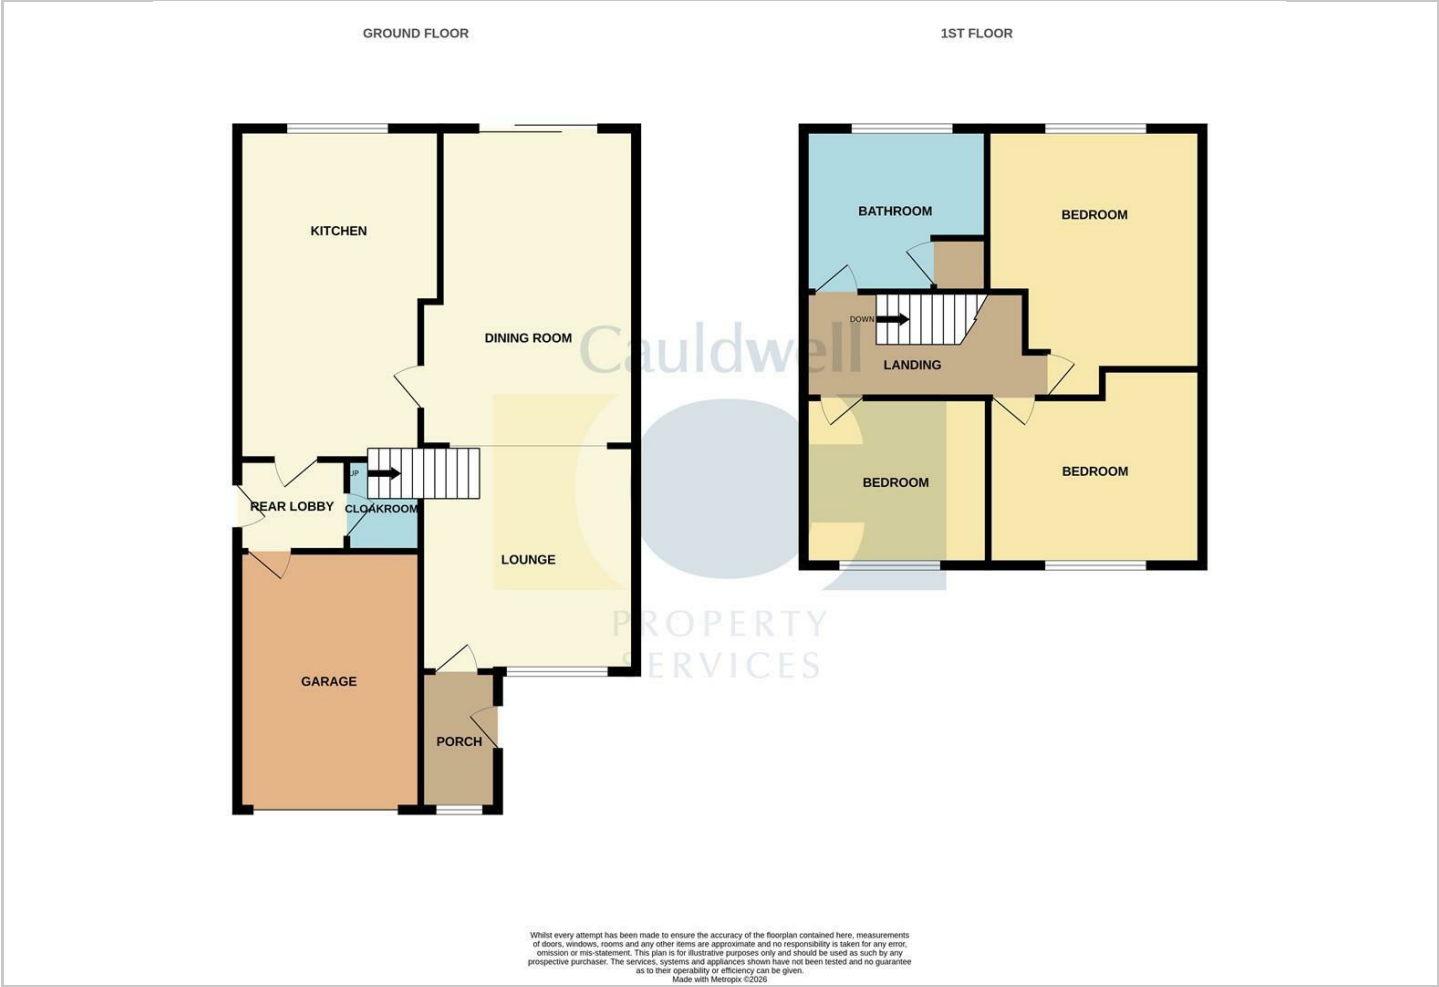 GROUND FLOOR
1ST FLOOR
KITCHEN
DINING ROOM
REAR LOBBY
UP
CLOAKROOM
LOUNGE
GARAGE
PORCH
BATHROOM
BEDROOM
DOWN
LANDING
BEDROOM
BEDROOM
Cauldwell
PROPERTY
SERVICES
Whilst every attempt has been made to ensure the accuracy of the floorplan contained here, measurements
of doors, windows, rooms and any other items are approximate and no responsibility is taken for any error,
omission or mis-statement. This plan is for illustrative purposes only and should be used as such by any
prospective purchaser. The services, systems and appliances shown have not been tested and no guarantee
as to their operability or efficiency can be given.
Made with Metropix ©2026